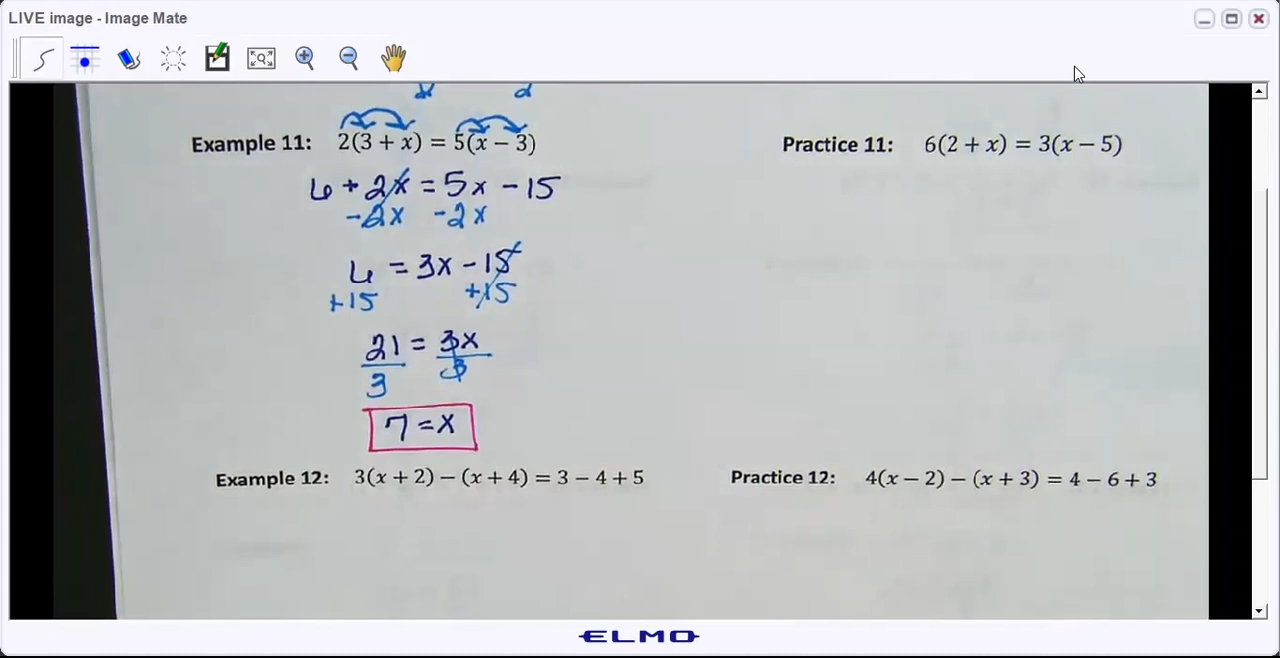 LIVE image - Image Mate
Example 11: 2(3 + x) = 5(x − 3)
Practice 11: 6(2 + x) = 3(x − 5)
6 + 2x = 5x - 15
-2x -2x
6 = 3x - 15
+15 +15
21 = 3x
3 3
7 = x
Example 12: 3(x + 2) − (x + 4) = 3 − 4 + 5
Practice 12: 4(x − 2) − (x + 3) = 4 − 6 + 3
ELMO